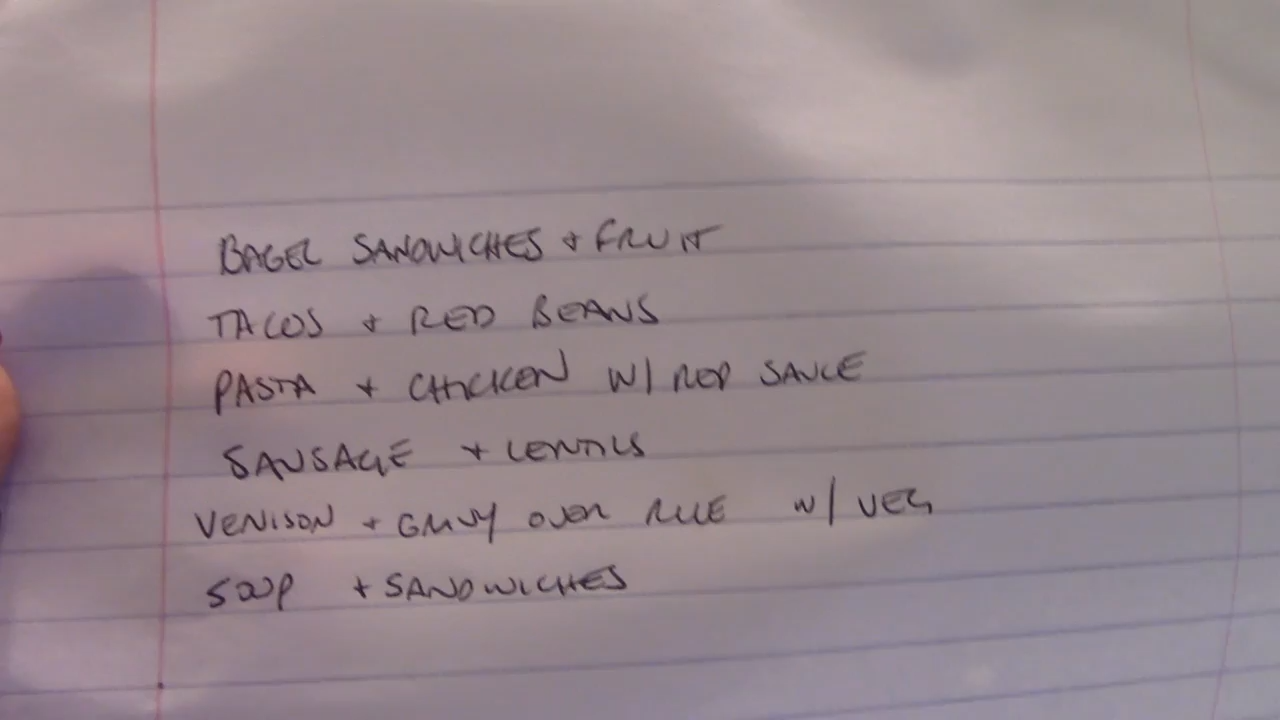 BAGEL SANDWICHES + FRUIT
TACOS + RED BEANS
PASTA + CHICKEN W/ RED SAUCE
SAUSAGE + LENTILS
VENISON + GRAVY OVER RICE W/ VEG
SOUP + SANDWICHES